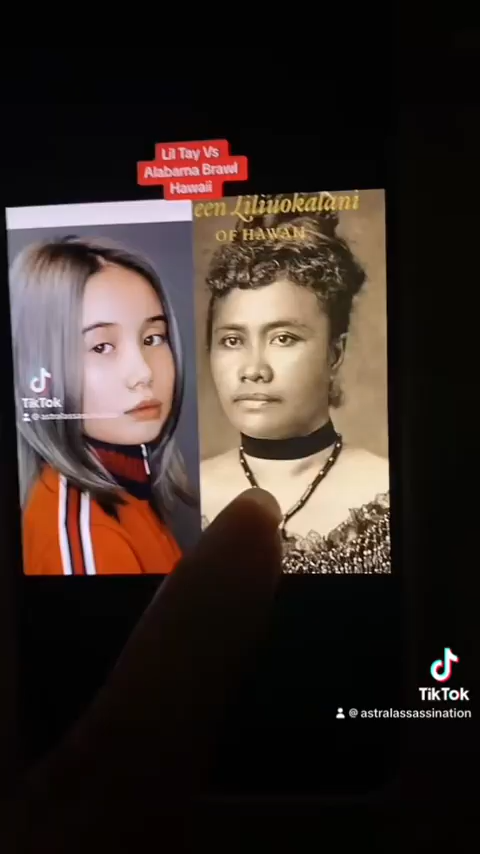 Lil Tay Vs
Alabama Brawl
Hawaii
een Liliuokalani
OF HAWAII
TikTok
TikTok
@ astralassassination